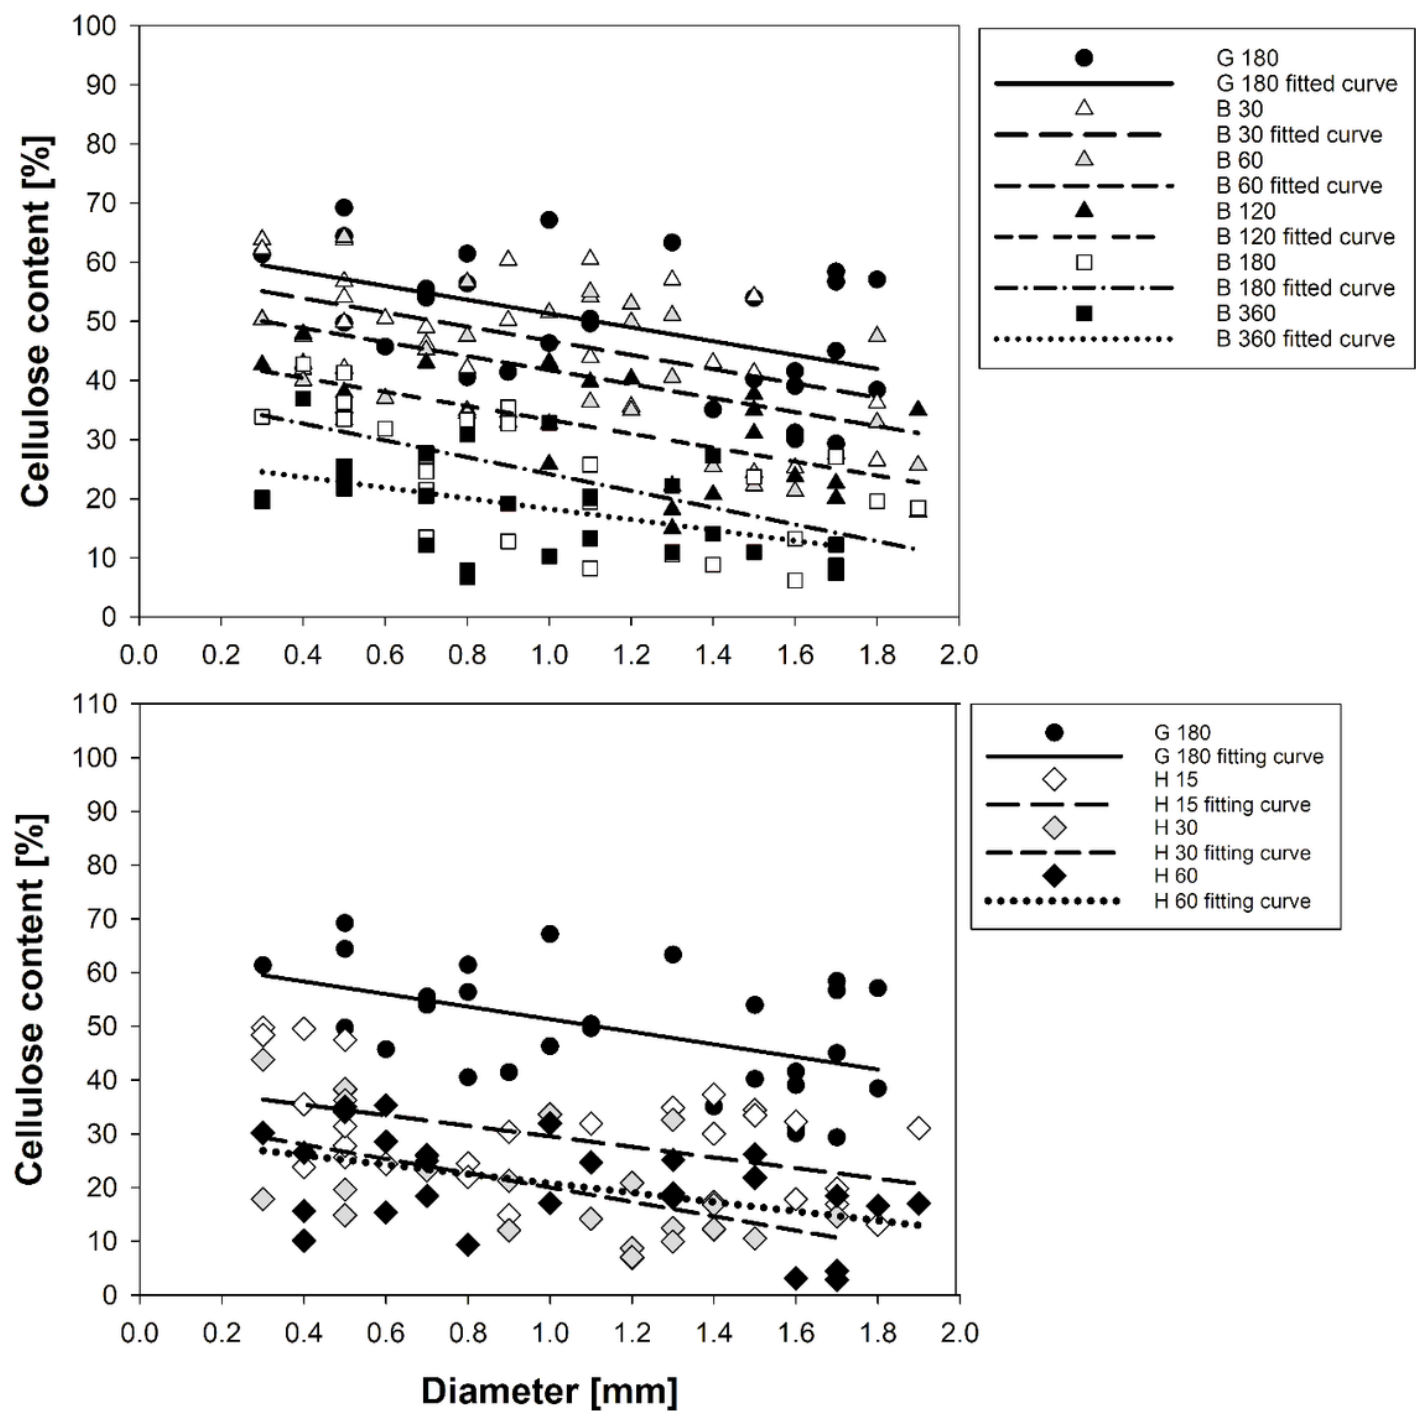 100
90
80
70
60
50
40
30
20
10
0
Cellulose content [%]
0.0 0.2 0.4 0.6 0.8 1.0 1.2 1.4 1.6 1.8 2.0
G 180
G 180 fitted curve
B 30
B 30 fitted curve
B 60
B 60 fitted curve
B 120
B 120 fitted curve
B 180
B 180 fitted curve
B 360
B 360 fitted curve
110
100
90
80
70
60
50
40
30
20
10
0
Cellulose content [%]
0.0 0.2 0.4 0.6 0.8 1.0 1.2 1.4 1.6 1.8 2.0
Diameter [mm]
G 180
G 180 fitting curve
H 15
H 15 fitting curve
H 30
H 30 fitting curve
H 60
H 60 fitting curve